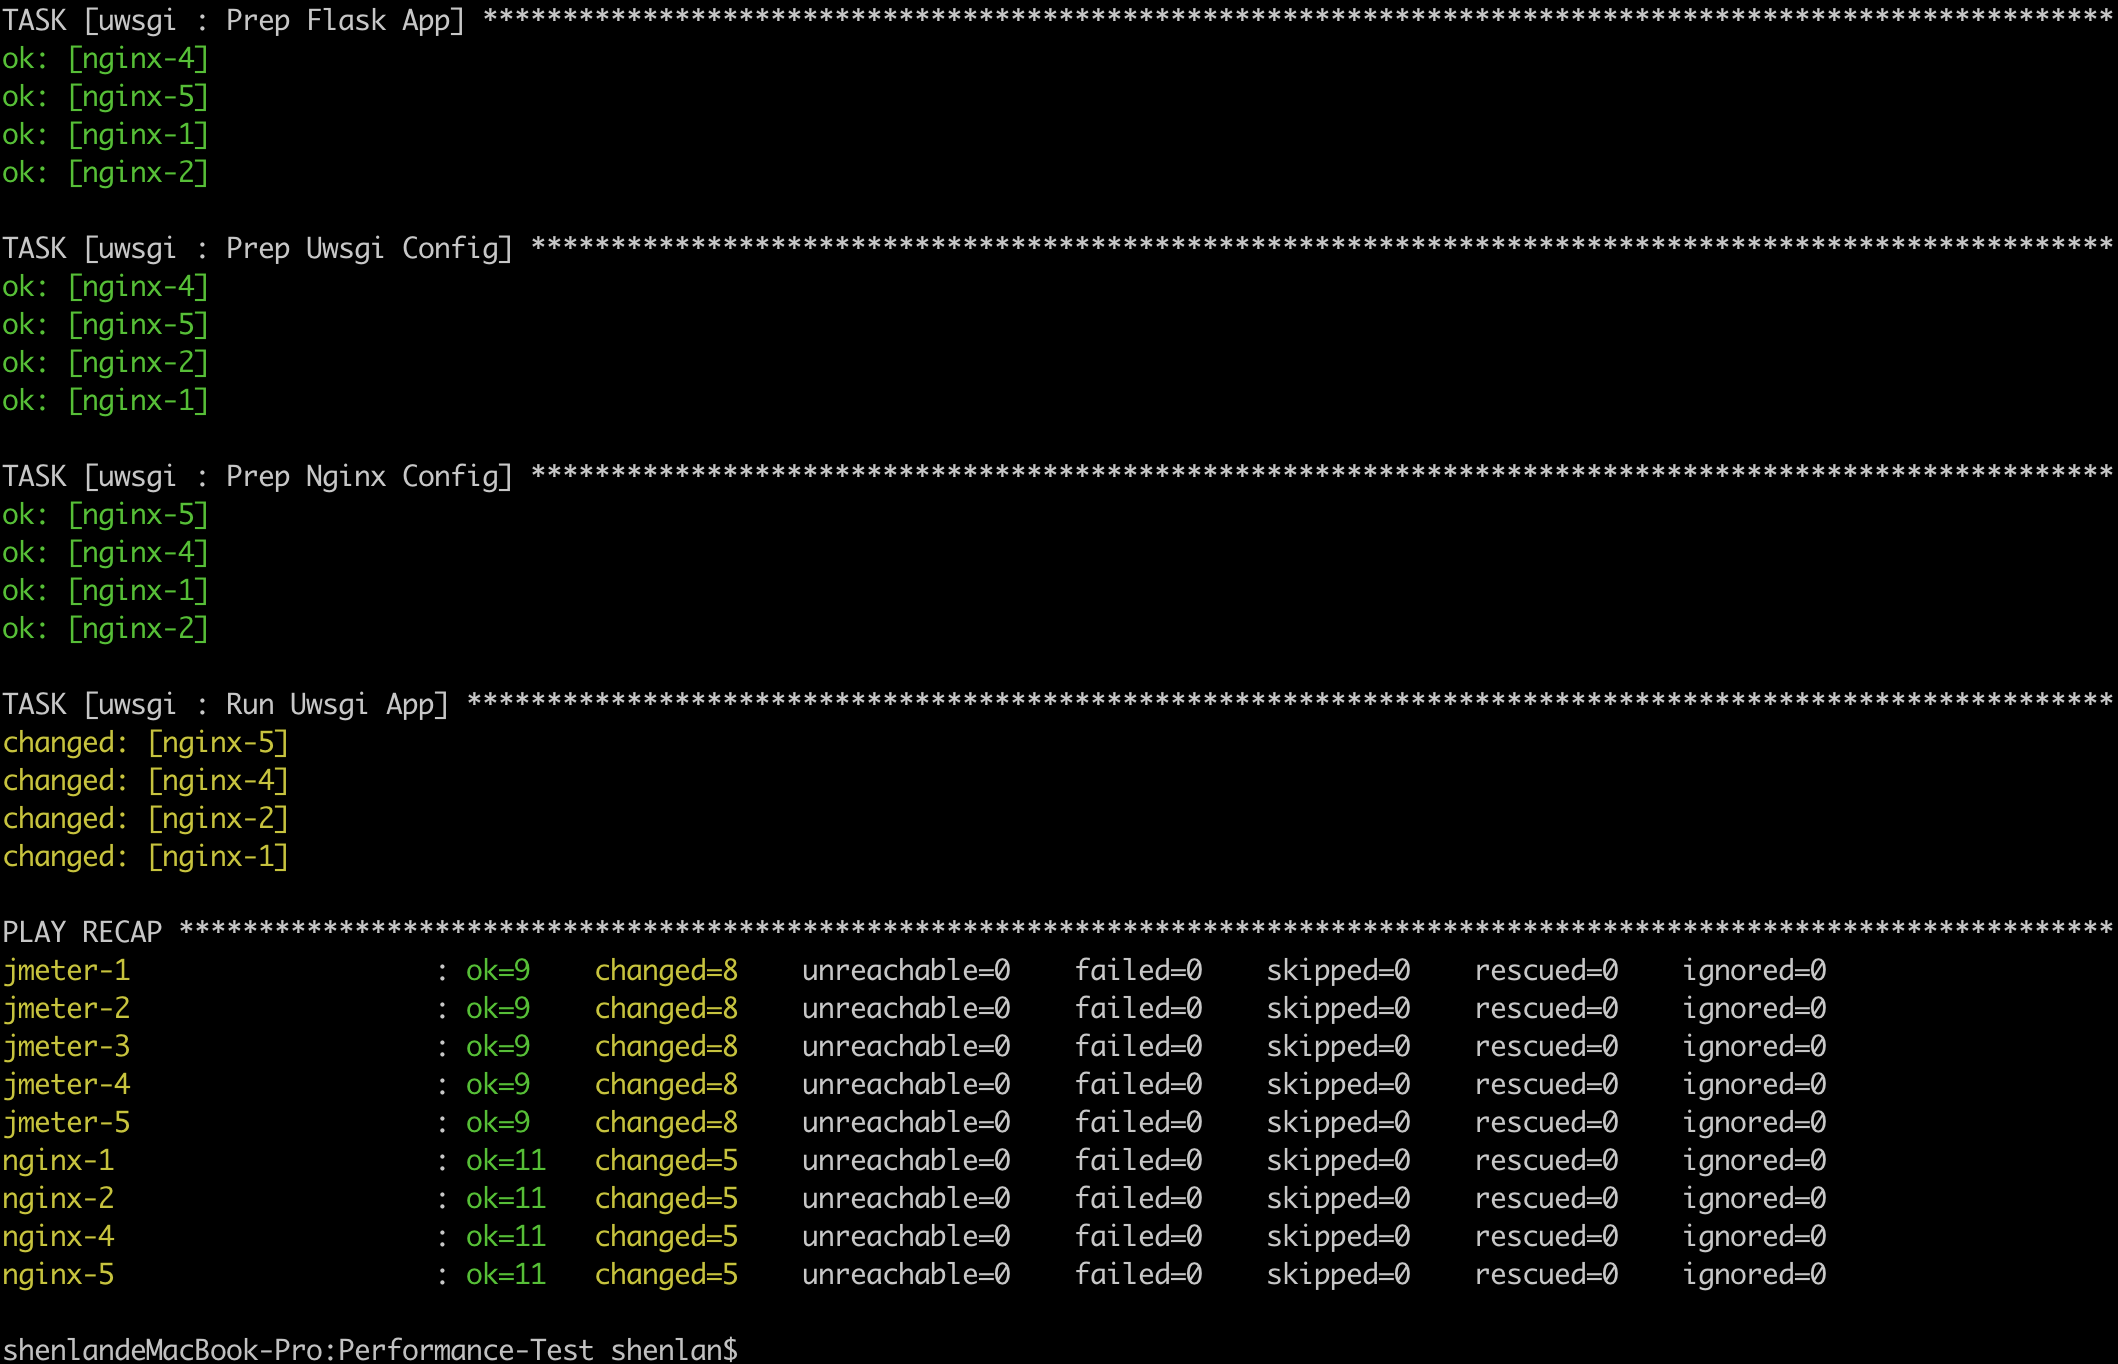 TASK [uwsgi : Prep Flask App] ******************************************************************************************************
ok: [nginx-4]
ok: [nginx-5]
ok: [nginx-1]
ok: [nginx-2]
TASK [uwsgi : Prep Uwsgi Config] ***************************************************************************************************
ok: [nginx-4]
ok: [nginx-5]
ok: [nginx-2]
ok: [nginx-1]
TASK [uwsgi : Prep Nginx Config] ***************************************************************************************************
ok: [nginx-5]
ok: [nginx-4]
ok: [nginx-1]
ok: [nginx-2]
TASK [uwsgi : Run Uwsgi App] *******************************************************************************************************
changed: [nginx-5]
changed: [nginx-4]
changed: [nginx-2]
changed: [nginx-1]
PLAY RECAP *************************************************************************************************************************
jmeter-1                   : ok=9    changed=8    unreachable=0    failed=0    skipped=0    rescued=0    ignored=0
jmeter-2                   : ok=9    changed=8    unreachable=0    failed=0    skipped=0    rescued=0    ignored=0
jmeter-3                   : ok=9    changed=8    unreachable=0    failed=0    skipped=0    rescued=0    ignored=0
jmeter-4                   : ok=9    changed=8    unreachable=0    failed=0    skipped=0    rescued=0    ignored=0
jmeter-5                   : ok=9    changed=8    unreachable=0    failed=0    skipped=0    rescued=0    ignored=0
nginx-1                    : ok=11   changed=5    unreachable=0    failed=0    skipped=0    rescued=0    ignored=0
nginx-2                    : ok=11   changed=5    unreachable=0    failed=0    skipped=0    rescued=0    ignored=0
nginx-4                    : ok=11   changed=5    unreachable=0    failed=0    skipped=0    rescued=0    ignored=0
nginx-5                    : ok=11   changed=5    unreachable=0    failed=0    skipped=0    rescued=0    ignored=0
shenlandeMacBook-Pro:Performance-Test shenlan$